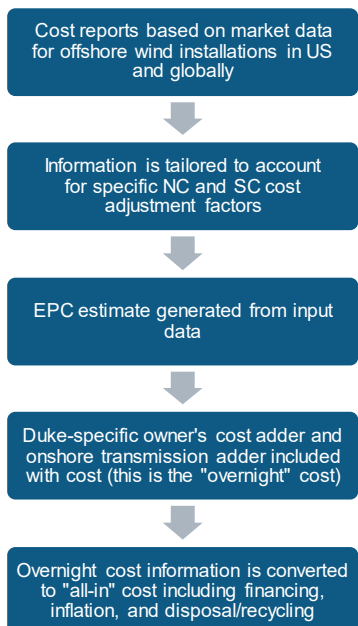 Cost reports based on market data
for offshore wind installations in US
and globally
Information is tailored to account
for specific NC and SC cost
adjustment factors
EPC estimate generated from input
data
Duke-specific owner's cost adder and
onshore transmission adder included
with cost (this is the "overnight" cost)
Overnight cost information is converted
to "all-in" cost including financing,
inflation, and disposal/recycling